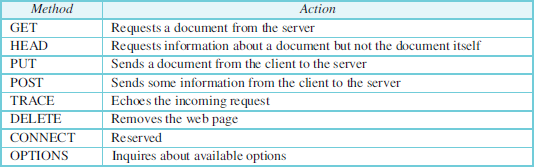 Method Action
GET Requests a document from the server
HEAD Requests information about a document but not the document itself
PUT Sends a document from the client to the server
POST Sends some information from the client to the server
TRACE Echoes the incoming request
DELETE Removes the web page
CONNECT Reserved
OPTIONS Inquires about available options